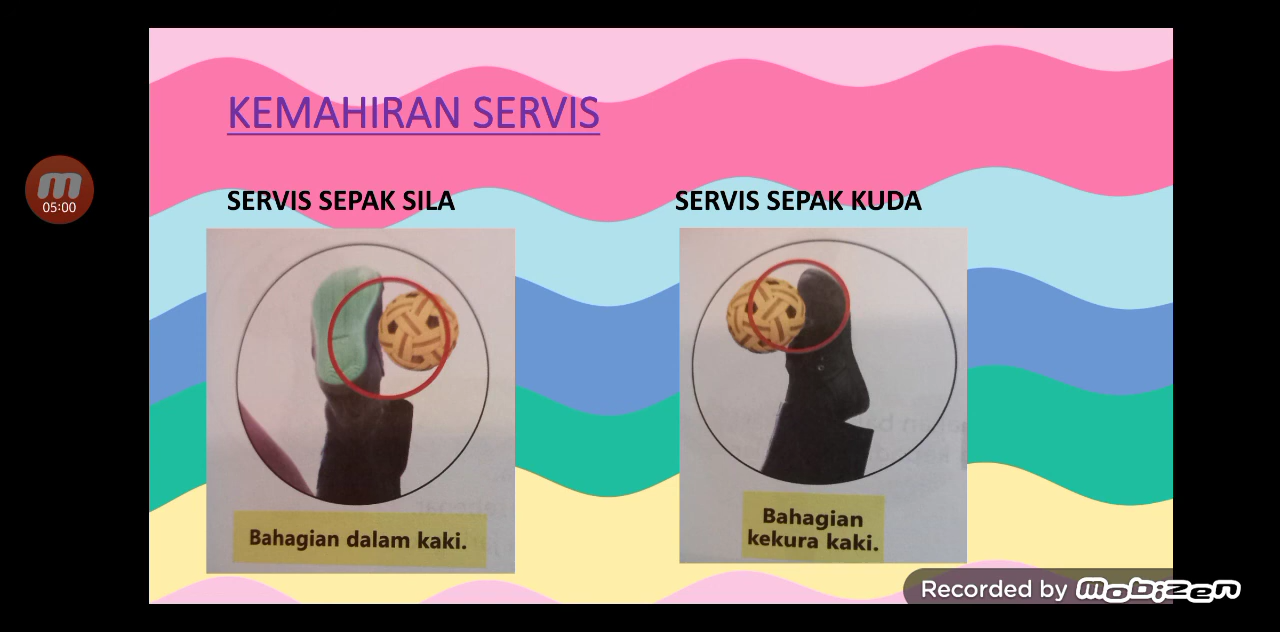 KEMAHIRAN SERVIS
SERVIS SEPAK SILA
SERVIS SEPAK KUDA
Bahagian dalam kaki.
Bahagian
kekura kaki.
05:00
Recorded by mobizen